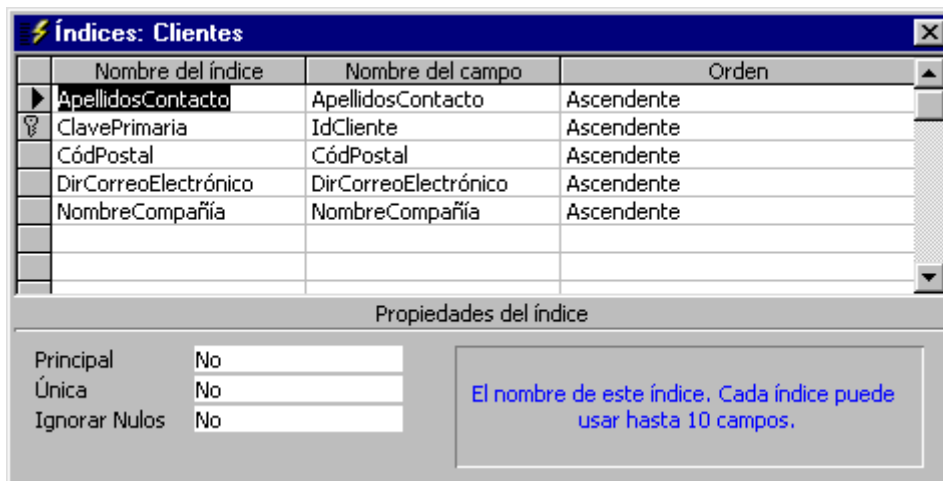 Índices: Clientes
Nombre del índice Nombre del campo Orden
ApellidosContacto ApellidosContacto Ascendente
ClavePrimaria IdCliente Ascendente
CódPostal CódPostal Ascendente
DirCorreoElectrónico DirCorreoElectrónico Ascendente
NombreCompañía NombreCompañía Ascendente
Propiedades del índice
Principal No
Única No
Ignorar Nulos No
El nombre de este índice. Cada índice puede
usar hasta 10 campos.